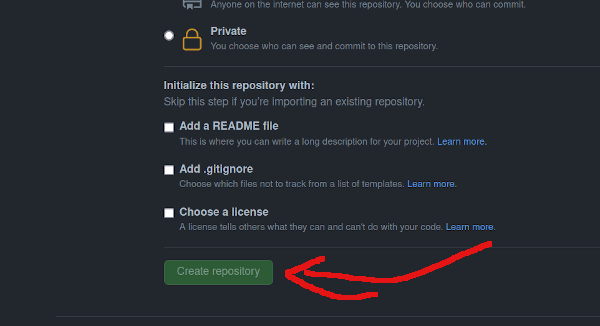 Anyone on the internet can see this repository. You choose who can commit.
Private
You choose who can see and commit to this repository.
Initialize this repository with:
Skip this step if you're importing an existing repository.
Add a README file
This is where you can write a long description for your project. Learn more.
Add .gitignore
Choose which files not to track from a list of templates. Learn more.
Choose a license
A license tells others what they can and can't do with your code. Learn more.
Create repository